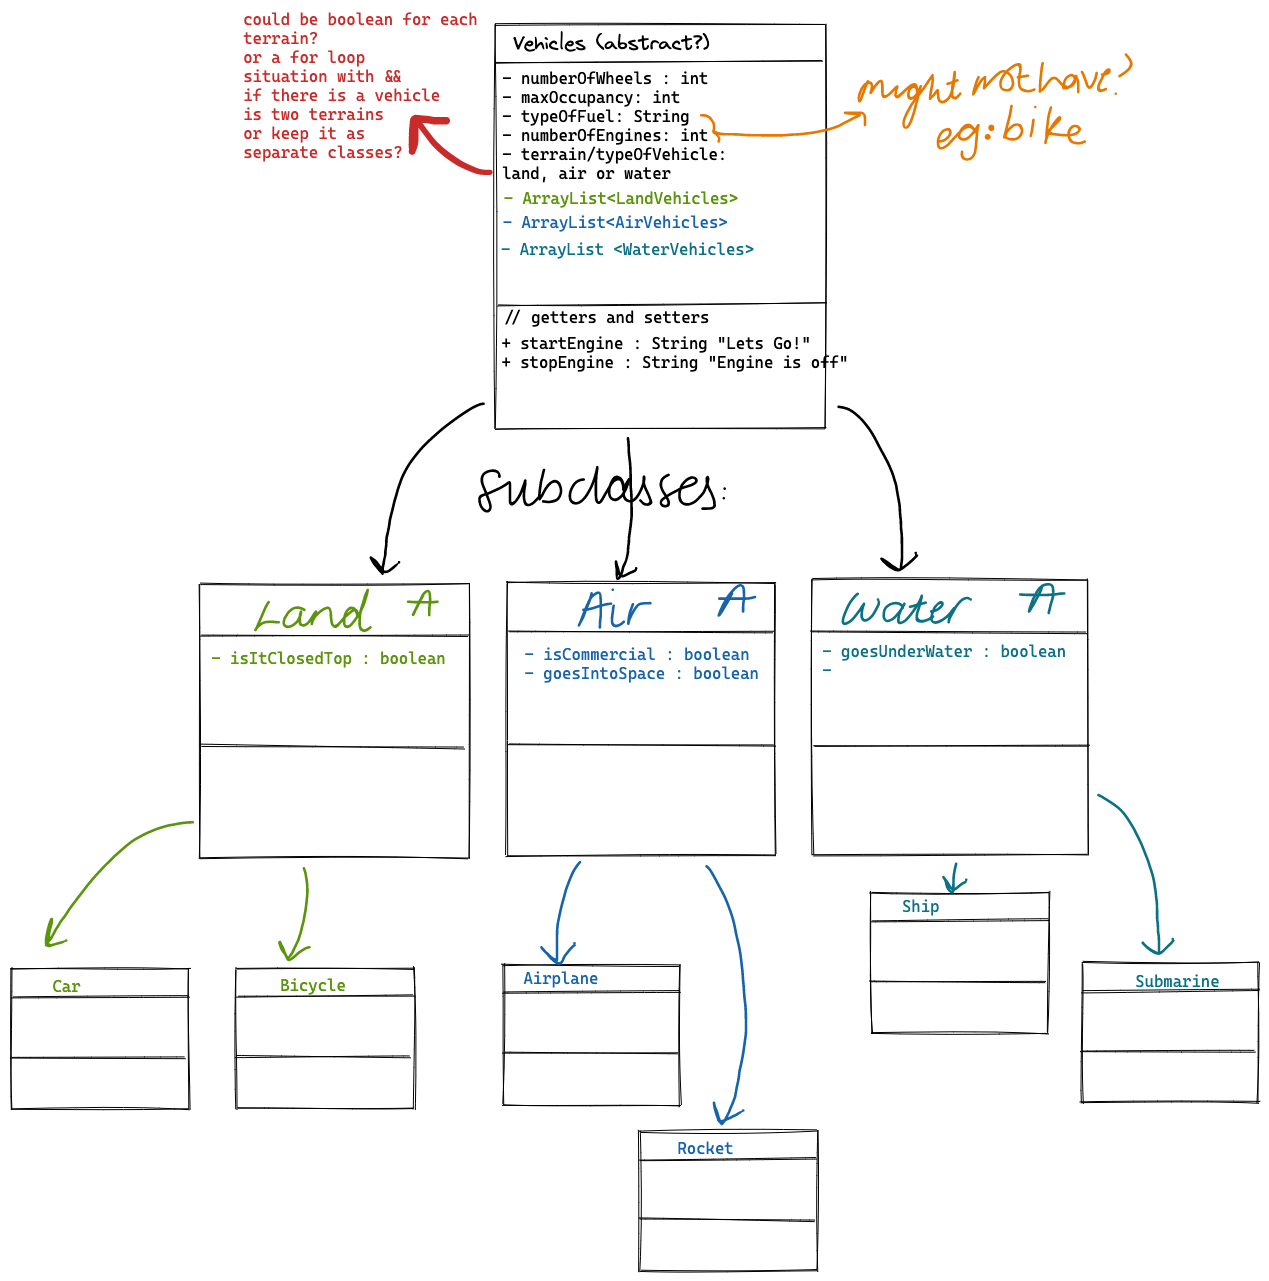 could be boolean for each
terrain?
or a for loop
situation with &&
if there is a vehicle
is two terrains
or keep it as
separate classes?
Vehicles (abstract?)
- numberOfWheels : int
- maxOccupancy: int
- typeOfFuel: String
- numberOfEngines: int
- terrain/typeOfVehicle:
land, air or water
- ArrayList<LandVehicles>
- ArrayList<AirVehicles>
- ArrayList <WaterVehicles>
might not have?
eg: bike
// getters and setters
+ startEngine : String "Lets Go!"
+ stopEngine : String "Engine is off"
subclasses:
Land A
- isItClosedTop : boolean
Air A
- isCommercial : boolean
- goesIntoSpace : boolean
Water A
- goesUnderWater : boolean
-
Car
Bicycle
Airplane
Rocket
Ship
Submarine